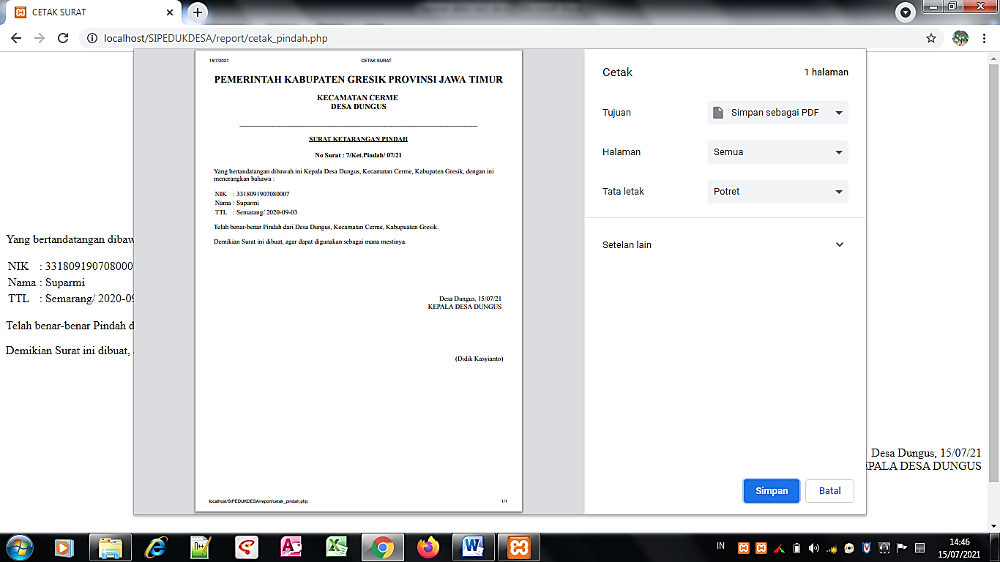 CETAK SURAT
localhost/SIPEDUKDESA/report/cetak_pindah.php
Yang bertandatangan dibaw
NIK : 331809190708000
Nama : Suparmi
TTL : Semarang/ 2020-09
Telah benar-benar Pindah d
Demikian Surat ini dibuat,
15/7/2021 CETAK SURAT
PEMERINTAH KABUPATEN GRESIK PROVINSI JAWA TIMUR
KECAMATAN CERME
DESA DUNGUS
SURAT KETARANGAN PINDAH
No Surat : 7/Ket.Pindah/ 07/21
Yang bertandatangan dibawah ini Kepala Desa Dungus, Kecamatan Cerme, Kabupaten Gresik, dengan ini
menerangkan bahawa :
NIK : 3318091907080007
Nama : Suparmi
TTL : Semarang/ 2020-09-03
Telah benar-benar Pindah dari Desa Dungus, Kecamatan Cerme, Kabupuaten Gresik.
Demikian Surat ini dibuat, agar dapat digunakan sebagai mana mestinya.
Desa Dungus, 15/07/21
KEPALA DESA DUNGUS
(Didik Kasyianto)
localhost/SIPEDUKDESA/report/cetak_pindah.php 1/1
Cetak 1 halaman
Tujuan Simpan sebagai PDF
Halaman Semua
Tata letak Potret
Setelan lain
Simpan Batal
Desa Dungus, 15/07/21
EPALA DESA DUNGUS
IN
14:46
15/07/2021